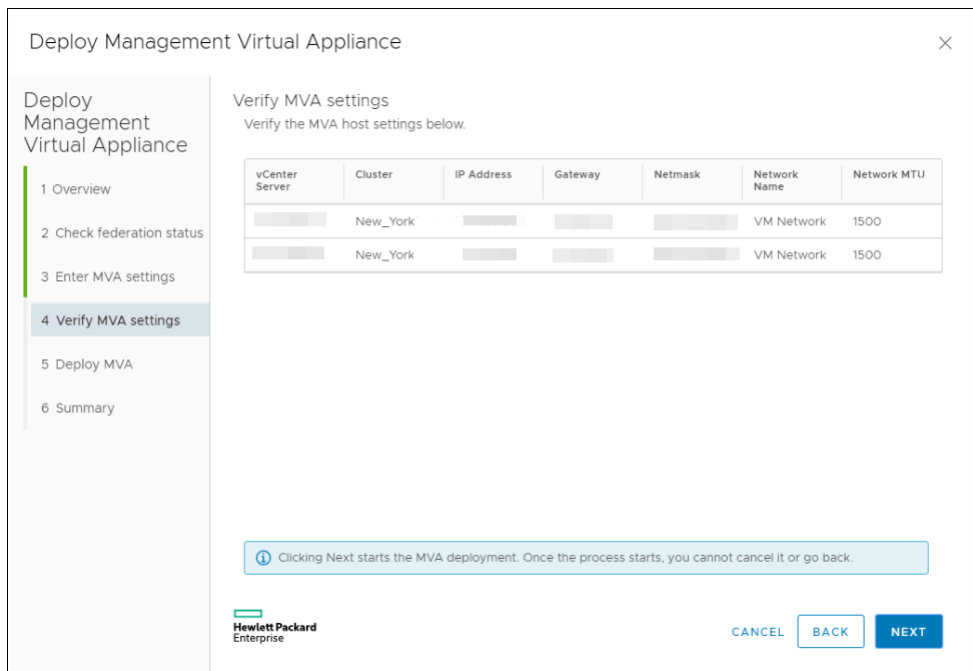 Deploy Management Virtual Appliance
Deploy
Management
Virtual Appliance
1 Overview
2 Check federation status
3 Enter MVA settings
4 Verify MVA settings
5 Deploy MVA
6 Summary
Verify MVA settings
Verify the MVA host settings below.
vCenter Server Cluster IP Address Gateway Netmask Network Name Network MTU
New_York VM Network 1500
New_York VM Network 1500
Clicking Next starts the MVA deployment. Once the process starts, you cannot cancel it or go back.
Hewlett Packard
Enterprise
CANCEL BACK NEXT